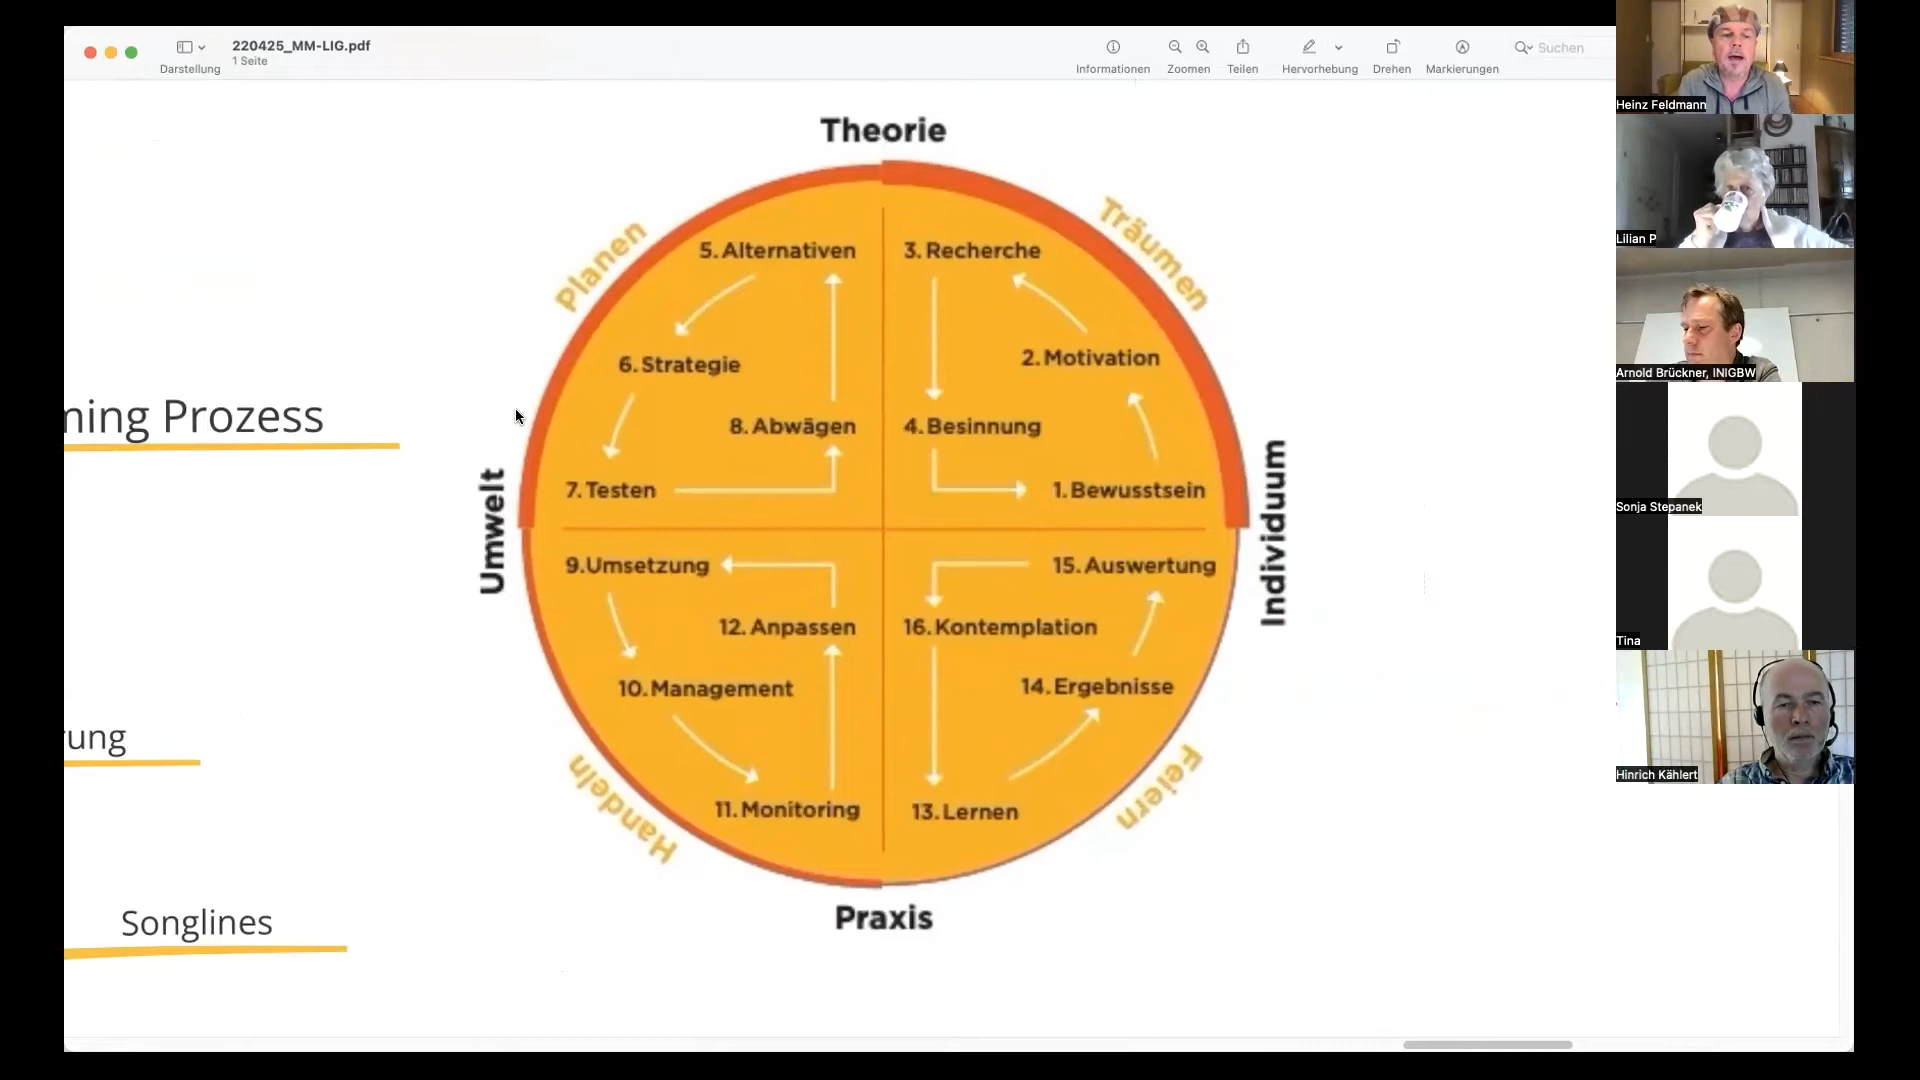 220425_MM-LIG.pdf
1 Seite
Darstellung
Informationen
Zoomen
Teilen
Hervorhebung
Drehen
Markierungen
Suchen
Theorie
Planen
Träumen
5. Alternativen
3. Recherche
6. Strategie
2. Motivation
8. Abwägen
4. Besinnung
7. Testen
1. Bewusstsein
Umwelt
Individuum
9.Umsetzung
15. Auswertung
12. Anpassen
16. Kontemplation
10. Management
14. Ergebnisse
11. Monitoring
13. Lernen
Handeln
Feiern
Praxis
ning Prozess
rung
Songlines
Heinz Feldmann
Lilian P
Arnold Brückner, INIGBW
Sonja Stepanek
Tina
Hinrich Kählert